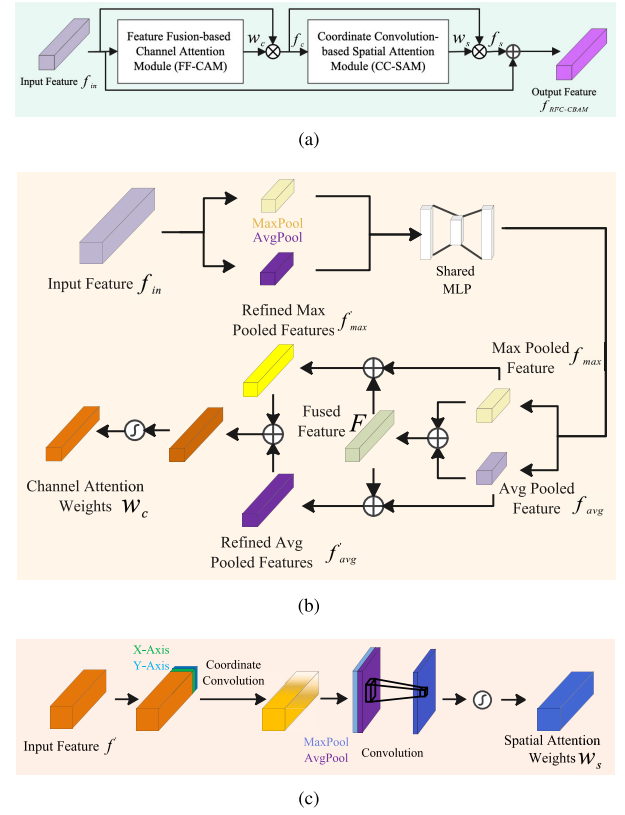 Input Feature f_in
Feature Fusion-based
Channel Attention
Module (FF-CAM)
w_c
f_c
Coordinate Convolution-
based Spatial Attention
Module (CC-SAM)
w_s
f_s
Output Feature
f_RFC-CBAM
(a)
Input Feature f_in
MaxPool
AvgPool
Shared
MLP
Refined Max
Pooled Features f'_max
Max Pooled
Feature f_max
Fused
Feature F
Channel Attention
Weights w_c
Avg Pooled
Feature f_avg
Refined Avg
Pooled Features f'_avg
(b)
X-Axis
Y-Axis
Coordinate
Convolution
Input Feature f'
MaxPool
AvgPool
Convolution
Spatial Attention
Weights w_s
(c)